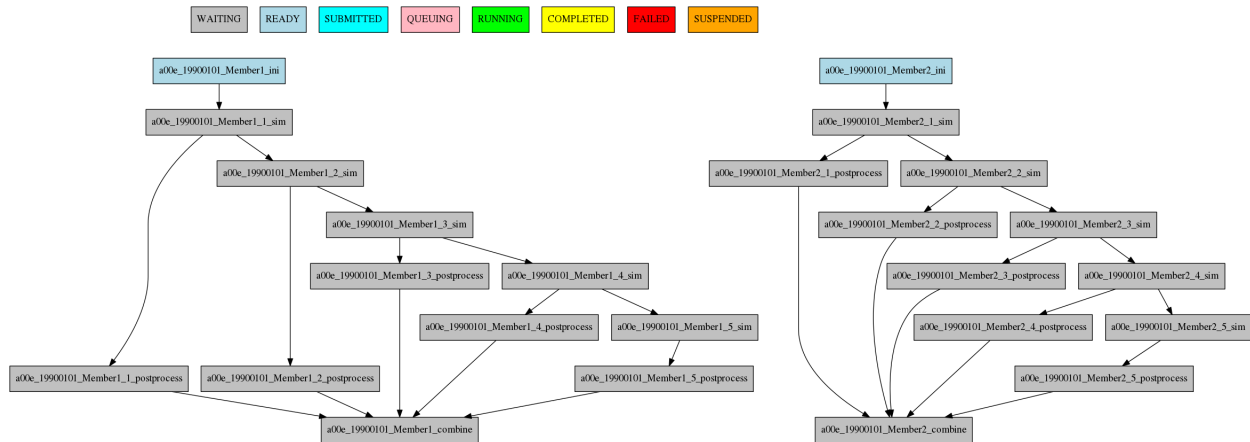 WAITING READY SUBMITTED QUEUING RUNNING COMPLETED FAILED SUSPENDED
a00e_19900101_Member1_ini a00e_19900101_Member2_ini
a00e_19900101_Member1_1_sim a00e_19900101_Member2_1_sim
a00e_19900101_Member1_2_sim a00e_19900101_Member2_1_postprocess a00e_19900101_Member2_2_sim
a00e_19900101_Member1_3_sim a00e_19900101_Member2_2_postprocess a00e_19900101_Member2_3_sim
a00e_19900101_Member1_3_postprocess a00e_19900101_Member1_4_sim a00e_19900101_Member2_3_postprocess a00e_19900101_Member2_4_sim
a00e_19900101_Member1_4_postprocess a00e_19900101_Member1_5_sim a00e_19900101_Member2_4_postprocess a00e_19900101_Member2_5_sim
a00e_19900101_Member1_1_postprocess a00e_19900101_Member1_2_postprocess a00e_19900101_Member1_5_postprocess a00e_19900101_Member2_5_postprocess
a00e_19900101_Member1_combine a00e_19900101_Member2_combine